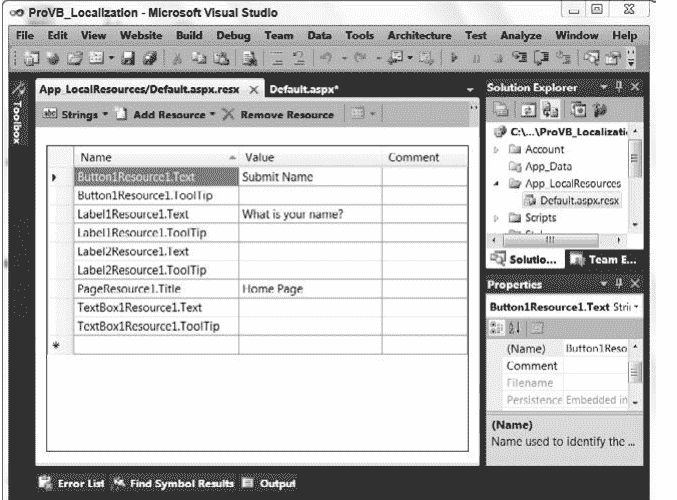 ProVB_Localization - Microsoft Visual Studio
File Edit View Website Build Debug Team Data Tools Architecture Test Analyze Window Help
App_LocalResources/Default.aspx.resx Default.aspx*
Toolbox
Strings Add Resource Remove Resource
Name Value Comment
Button1Resource1.Text Submit Name
Button1Resource1.ToolTip
Label1Resource1.Text What is your name?
Label1Resource1.ToolTip
Label2Resource1.Text
Label2Resource1.ToolTip
PageResource1.Title Home Page
TextBox1Resource1.Text
TextBox1Resource1.ToolTip
Solution Explorer
C:\...\ProVB_Localizati
Account
App_Data
App_LocalResources
Default.aspx.resx
Scripts
Solutio... Team E...
Properties
Button1Resource1.Text Stri
(Name) Button1Reso
Comment
Filename
Persistence Embedded in
(Name)
Name used to identify the ...
Error List Find Symbol Results Output